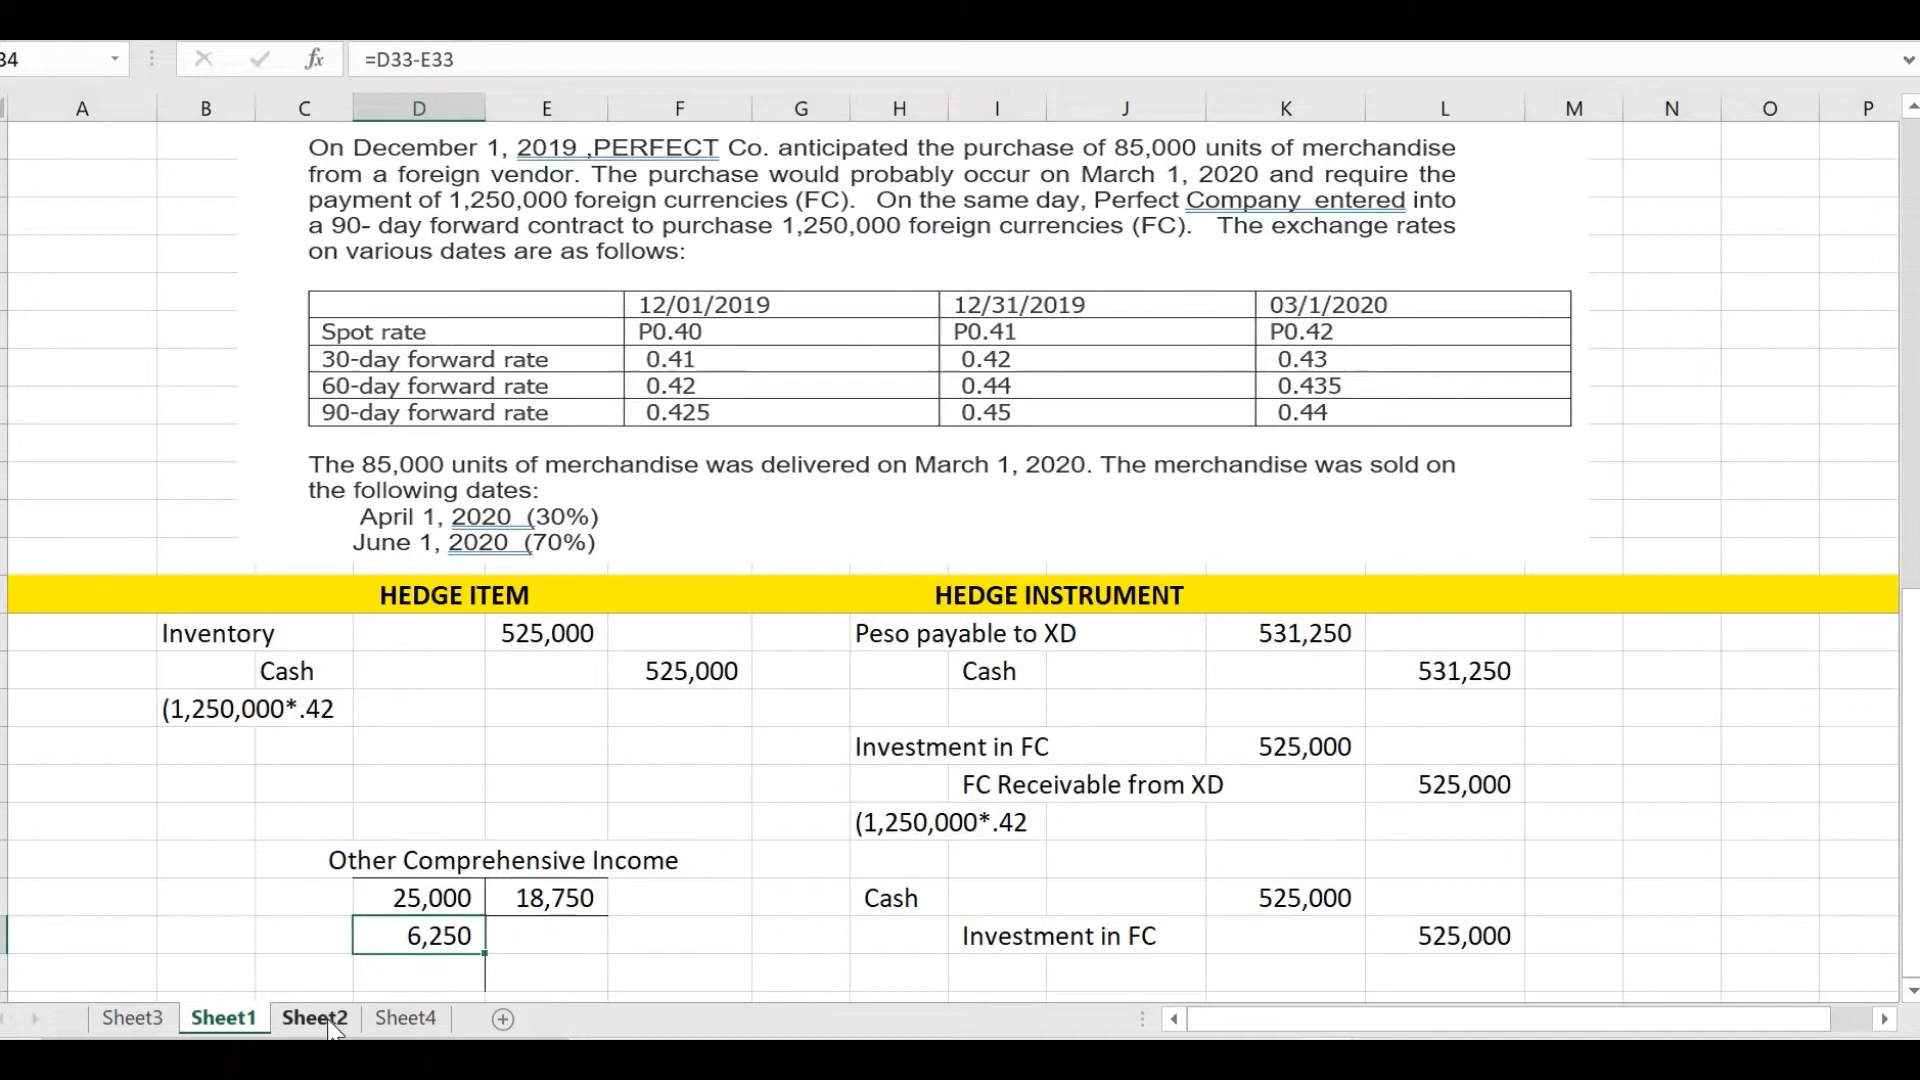 34 fx =D33-E33
A B C D E F G H I J K L M N O P
On December 1, 2019 ,PERFECT Co. anticipated the purchase of 85,000 units of merchandise
from a foreign vendor. The purchase would probably occur on March 1, 2020 and require the
payment of 1,250,000 foreign currencies (FC). On the same day, Perfect Company entered into
a 90- day forward contract to purchase 1,250,000 foreign currencies (FC). The exchange rates
on various dates are as follows:
12/01/2019 12/31/2019 03/1/2020
Spot rate P0.40 P0.41 P0.42
30-day forward rate 0.41 0.42 0.43
60-day forward rate 0.42 0.44 0.435
90-day forward rate 0.425 0.45 0.44
The 85,000 units of merchandise was delivered on March 1, 2020. The merchandise was sold on
the following dates:
April 1, 2020 (30%)
June 1, 2020 (70%)
HEDGE ITEM HEDGE INSTRUMENT
Inventory 525,000 Peso payable to XD 531,250
Cash 525,000 Cash 531,250
(1,250,000*.42
Investment in FC 525,000
FC Receivable from XD 525,000
(1,250,000*.42
Other Comprehensive Income
25,000 18,750 Cash 525,000
6,250 Investment in FC 525,000
Sheet3 Sheet1 Sheet2 Sheet4